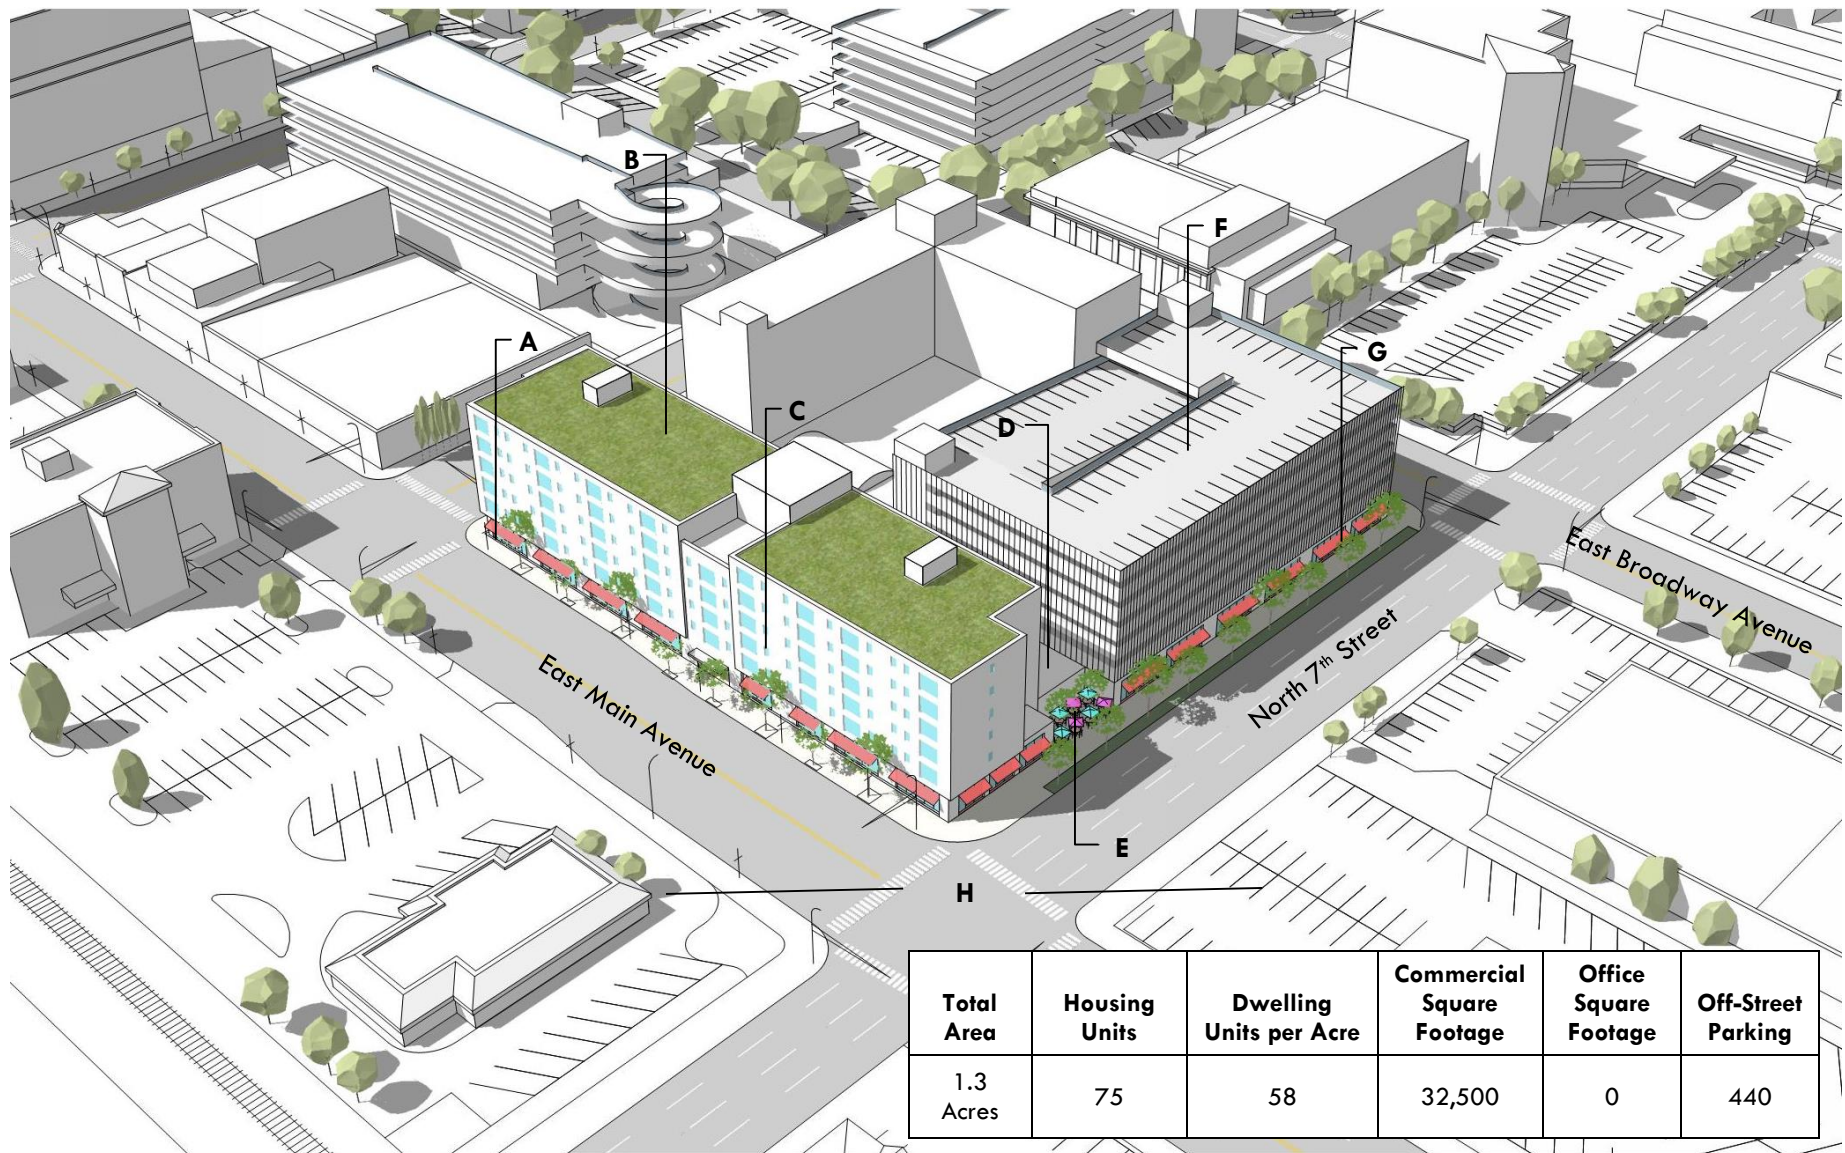 B
F
A
G
C
D
East Broadway Avenue
North 7th Street
East Main Avenue
E
H
Total Area
Housing Units
Dwelling Units per Acre
Commercial Square Footage
Office Square Footage
Off-Street Parking
1.3 Acres
75
58
32,500
0
440